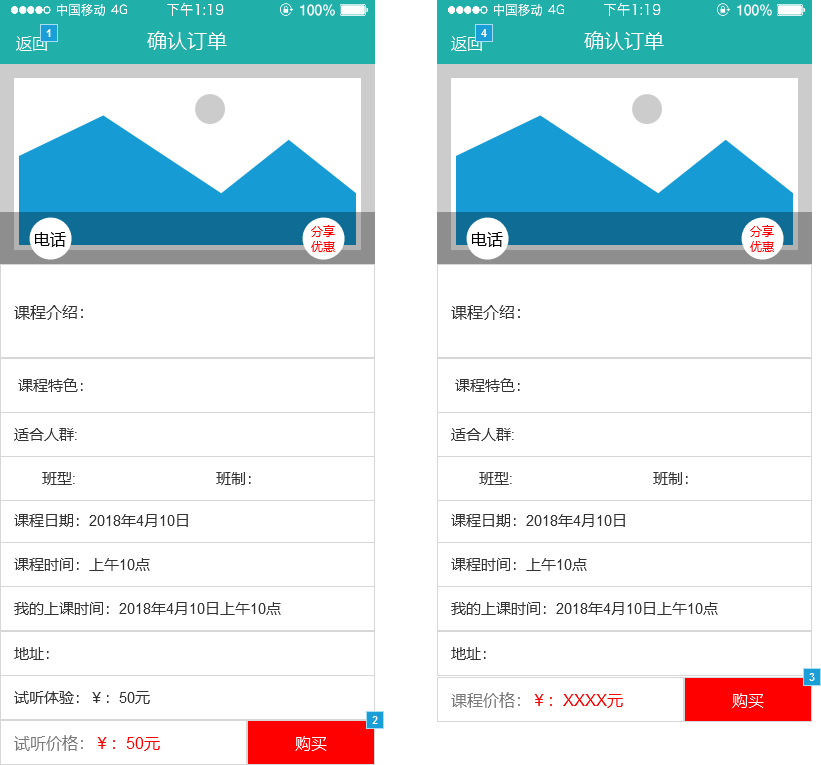 中国移动 4G 下午1:19 100%
返回 1 确认订单
电话 分享
优惠
课程介绍：
课程特色：
适合人群:
班型: 班制：
课程日期：2018年4月10日
课程时间：上午10点
我的上课时间：2018年4月10日上午10点
地址：
试听体验：￥：50元
试听价格：￥：50元 购买 2
中国移动 4G 下午1:19 100%
返回 4 确认订单
电话 分享
优惠
课程介绍：
课程特色：
适合人群:
班型: 班制：
课程日期：2018年4月10日
课程时间：上午10点
我的上课时间：2018年4月10日上午10点
地址：
课程价格：￥：XXXX元 购买 3